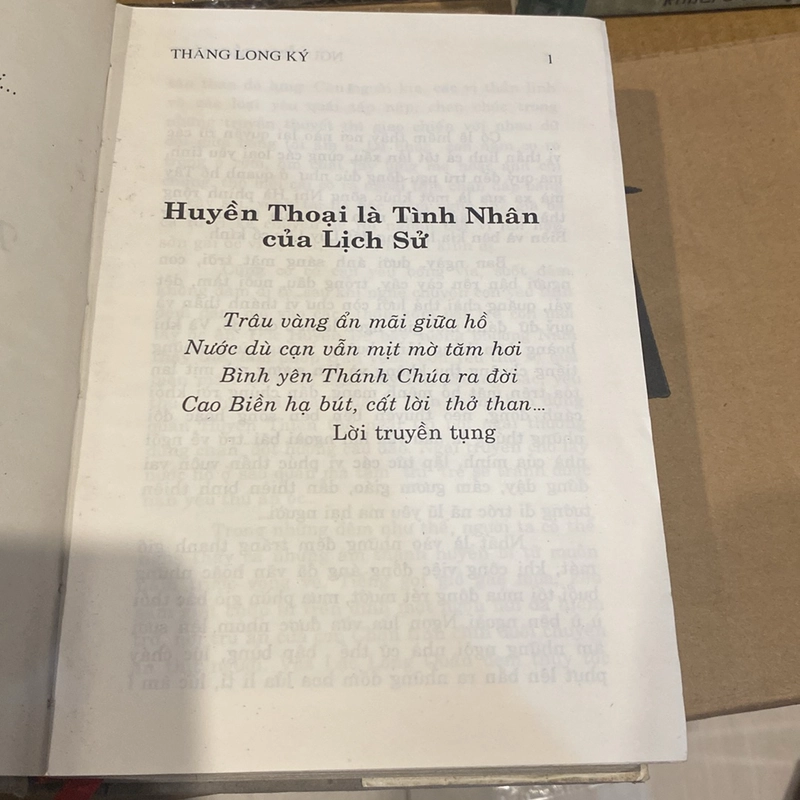 THĂNG LONG KÝ 1
Huyền Thoại là Tình Nhân
của Lịch Sử
Trâu vàng ẩn mãi giữa hồ
Nước dù cạn vẫn mịt mờ tăm hơi
Bình yên Thánh Chúa ra đời
Cao Biền hạ bút, cất lời thở than...
Lời truyền tụng